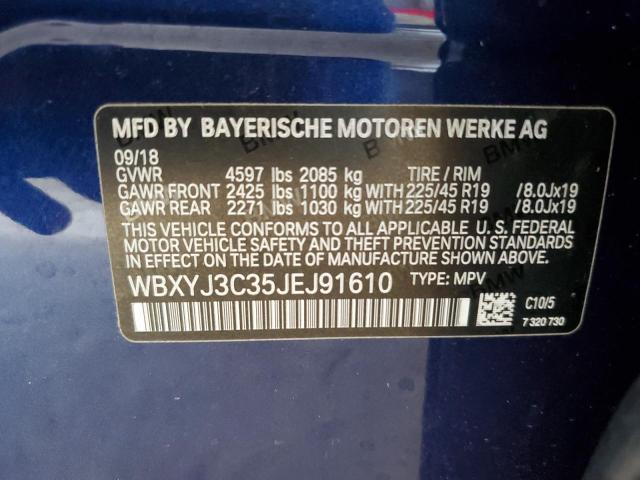 MFD BY BAYERISCHE MOTOREN WERKE AG
09/18
GVWR 4597 lbs 2085 kg TIRE / RIM
GAWR FRONT 2425 lbs 1100 kg WITH 225/45 R19 /8.0Jx19
GAWR REAR 2271 lbs 1030 kg WITH 225/45 R19 /8.0Jx19
THIS VEHICLE CONFORMS TO ALL APPLICABLE U. S. FEDERAL
MOTOR VEHICLE SAFETY, BUMPER, AND THEFT PREVENTION
STANDARDS IN EFFECT ON THE DATE OF MANUFACTURE SHOWN ABOVE.
WBXYJ3C35JEJ91610 TYPE: MPV
C10/5
7 320 730